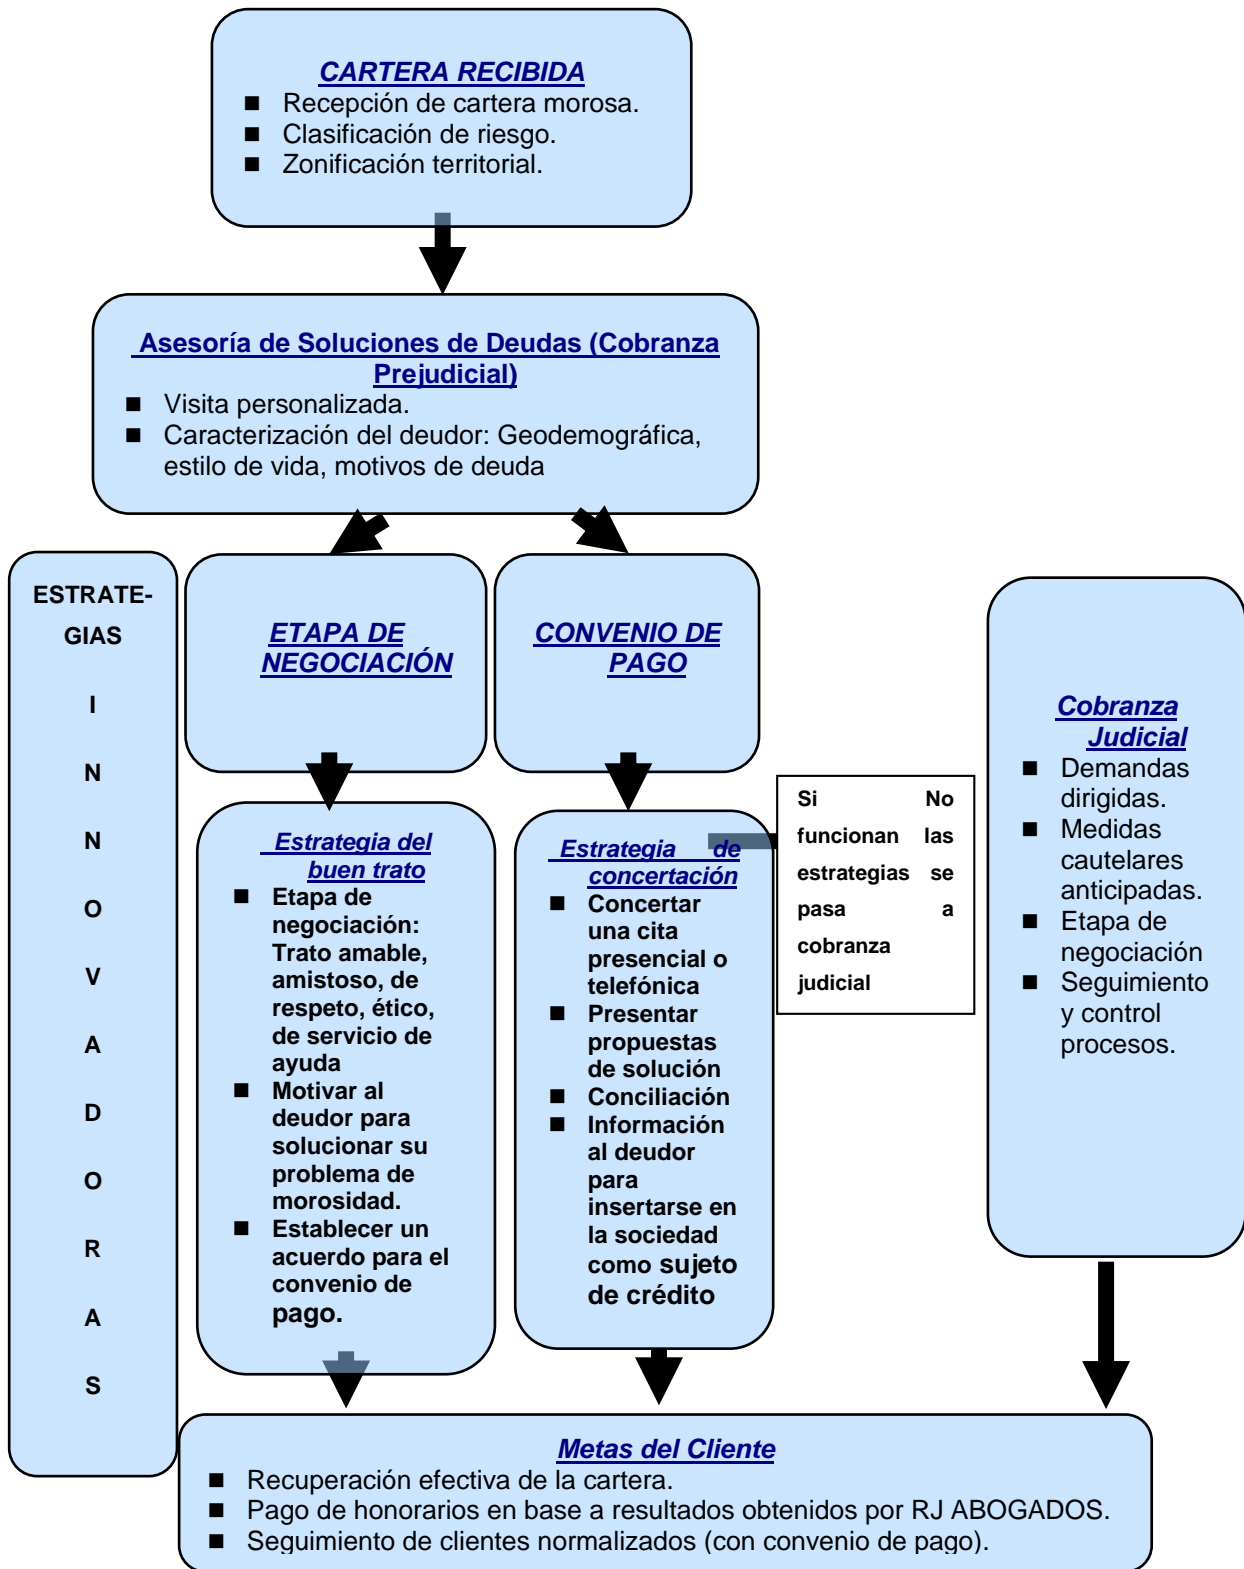 CARTERA RECIBIDA
■ Recepción de cartera morosa.
■ Clasificación de riesgo.
■ Zonificación territorial.
Asesoría de Soluciones de Deudas (Cobranza
Prejudicial)
■ Visita personalizada.
■ Caracterización del deudor: Geodemográfica,
estilo de vida, motivos de deuda
ESTRATE-
GIAS
I
N
N
O
V
A
D
O
R
A
S
ETAPA DE
NEGOCIACIÓN
CONVENIO DE
PAGO
Estrategia del
buen trato
■ Etapa de
negociación:
Trato amable,
amistoso, de
respeto, ético,
de servicio de
ayuda
■ Motivar al
deudor para
solucionar su
problema de
morosidad.
■ Establecer un
acuerdo para el
convenio de
pago.
Estrategia de
concertación
■ Concertar
una cita
presencial o
telefónica
■ Presentar
propuestas
de solución
■ Conciliación
■ Información
al deudor
para
insertarse en
la sociedad
como sujeto
de crédito
Si No
funcionan las
estrategias se
pasa a
cobranza
judicial
Cobranza
Judicial
■ Demandas
dirigidas.
■ Medidas
cautelares
anticipadas.
■ Etapa de
negociación
■ Seguimiento
y control
procesos.
Metas del Cliente
■ Recuperación efectiva de la cartera.
■ Pago de honorarios en base a resultados obtenidos por RJ ABOGADOS.
■ Seguimiento de clientes normalizados (con convenio de pago).